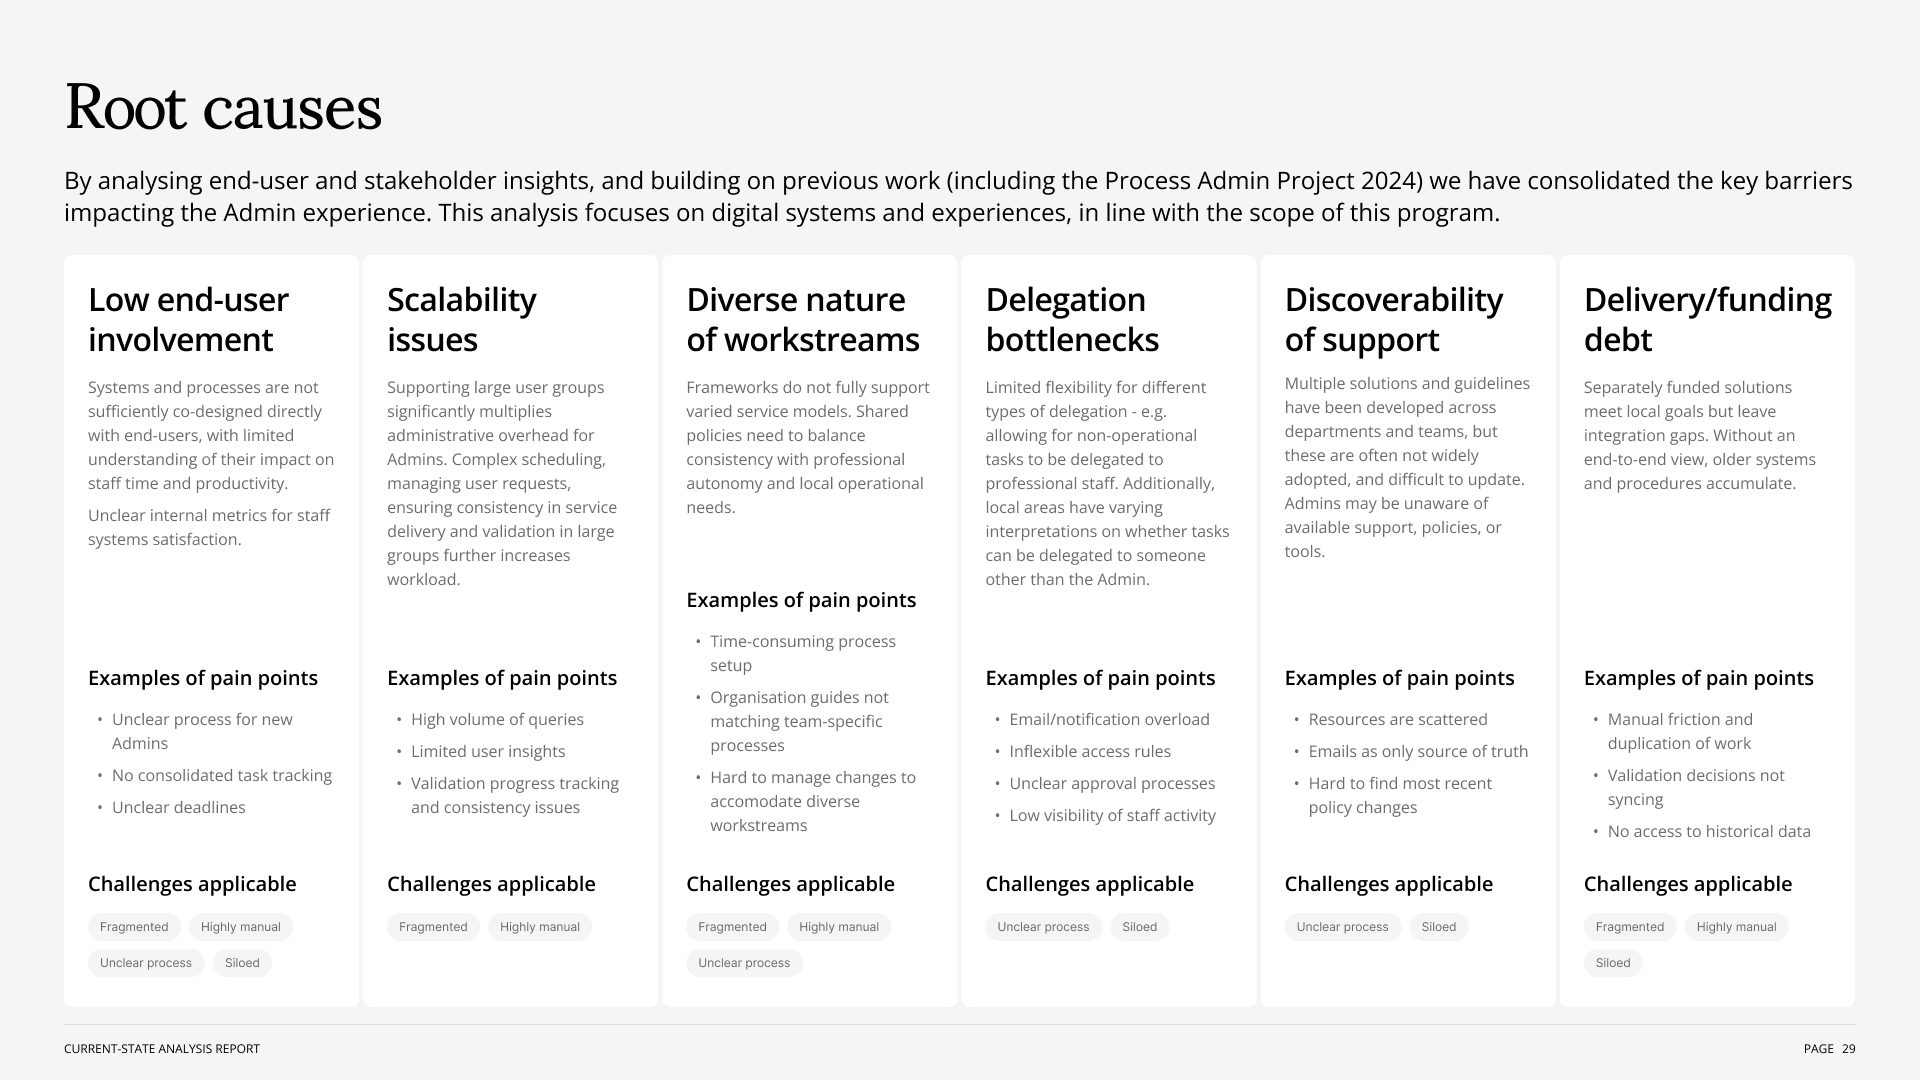 Root causes
By analysing end-user and stakeholder insights, and building on previous work (including the Process Admin Project 2024) we have consolidated the key barriers
impacting the Admin experience. This analysis focuses on digital systems and experiences, in line with the scope of this program.
Low end-user
involvement
Systems and processes are not
sufficiently co-designed directly
with end-users, with limited
understanding of their impact on
staff time and productivity.
Unclear internal metrics for staff
systems satisfaction.
Examples of pain points
• Unclear process for new
Admins
• No consolidated task tracking
• Unclear deadlines
Challenges applicable
Fragmented Highly manual
Unclear process Siloed
Scalability
issues
Supporting large user groups
significantly multiplies
administrative overhead for
Admins. Complex scheduling,
managing user requests,
ensuring consistency in service
delivery and validation in large
groups further increases
workload.
Examples of pain points
• High volume of queries
• Limited user insights
• Validation progress tracking
and consistency issues
Challenges applicable
Fragmented Highly manual
Diverse nature
of workstreams
Frameworks do not fully support
varied service models. Shared
policies need to balance
consistency with professional
autonomy and local operational
needs.
Examples of pain points
• Time-consuming process
setup
• Organisation guides not
matching team-specific
processes
• Hard to manage changes to
accomodate diverse
workstreams
Challenges applicable
Fragmented Highly manual
Unclear process
Delegation
bottlenecks
Limited flexibility for different
types of delegation - e.g.
allowing for non-operational
tasks to be delegated to
professional staff. Additionally,
local areas have varying
interpretations on whether tasks
can be delegated to someone
other than the Admin.
Examples of pain points
• Email/notification overload
• Inflexible access rules
• Unclear approval processes
• Low visibility of staff activity
Challenges applicable
Unclear process Siloed
Discoverability
of support
Multiple solutions and guidelines
have been developed across
departments and teams, but
these are often not widely
adopted, and difficult to update.
Admins may be unaware of
available support, policies, or
tools.
Examples of pain points
• Resources are scattered
• Emails as only source of truth
• Hard to find most recent
policy changes
Challenges applicable
Unclear process Siloed
Delivery/funding
debt
Separately funded solutions
meet local goals but leave
integration gaps. Without an
end-to-end view, older systems
and procedures accumulate.
Examples of pain points
• Manual friction and
duplication of work
• Validation decisions not
syncing
• No access to historical data
Challenges applicable
Fragmented Highly manual
Siloed
CURRENT-STATE ANALYSIS REPORT
PAGE 29